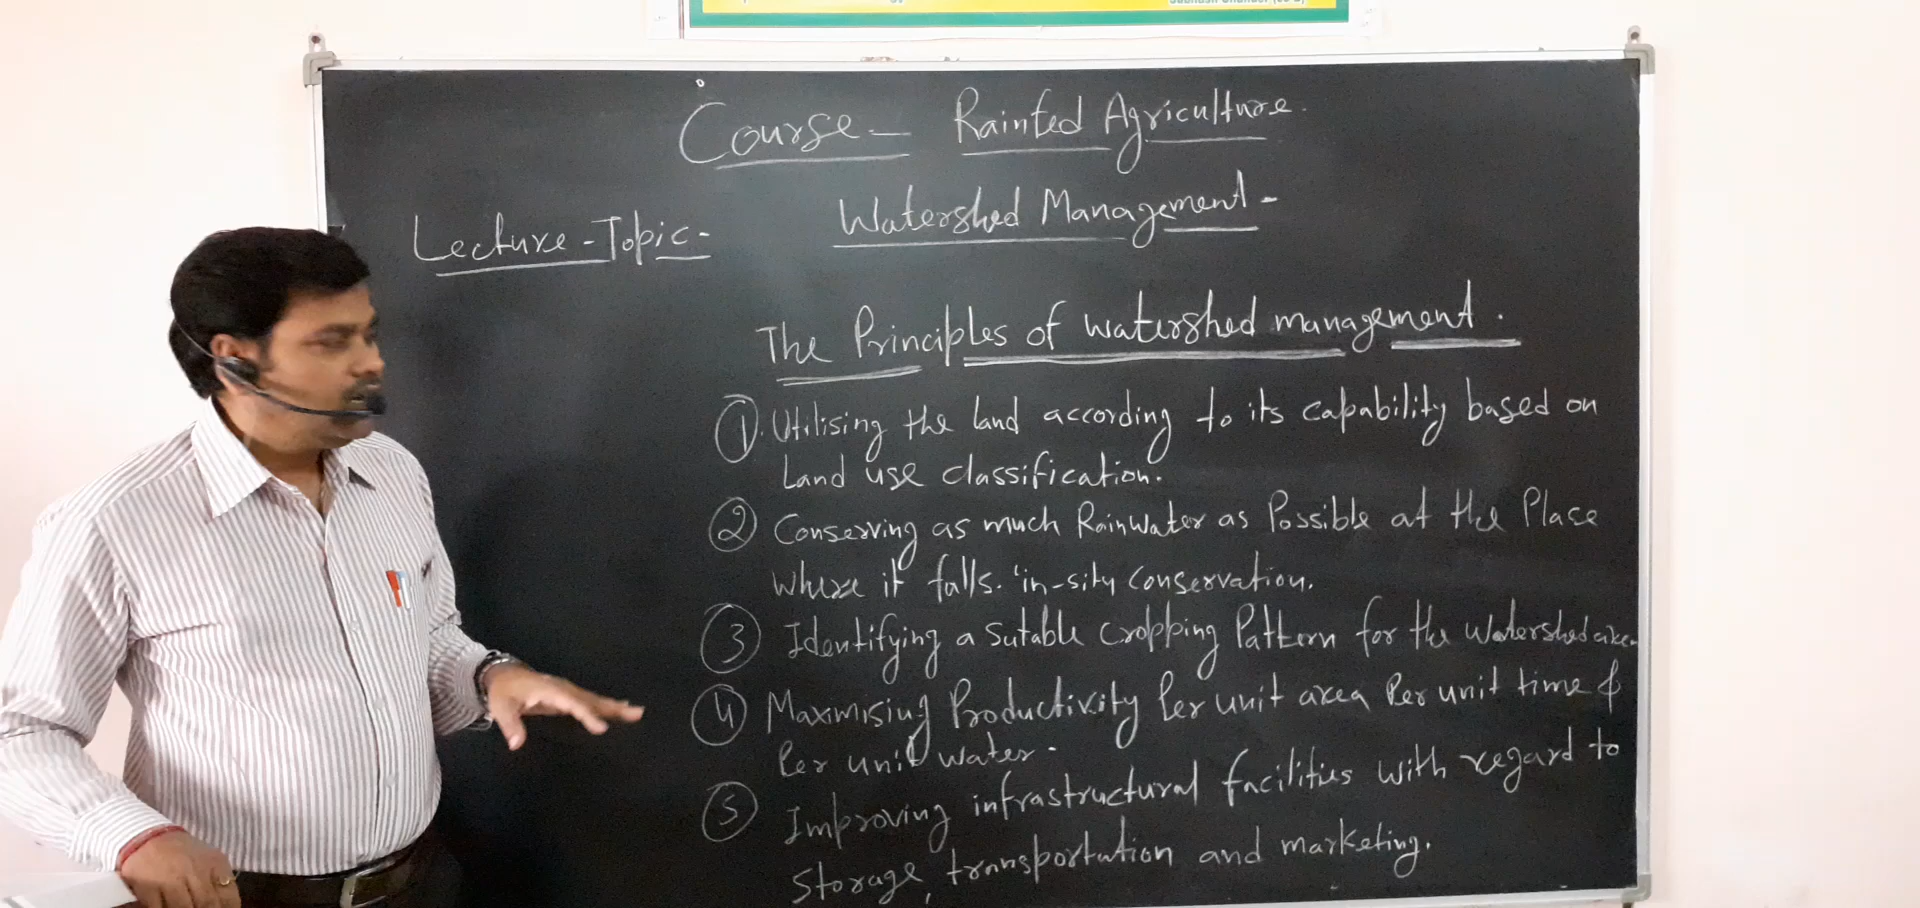 Course - Rainfed Agriculture.
Lecture - Topic - Watershed Management -
The Principles of watershed management.
1. Utilising the land according to its capability based on
Land use classification.
2 Conserving as much Rainwater as Possible at the Place
where it falls. 'in-situ conservation.
3 Identifying a Sutable Cropping Pattern for the Watershed area.
4 Maximising Productivity Per unit area Per unit time &
Per unit water.
5 Improving infrastructural facilities with regard to
Storage, transportation and marketing.